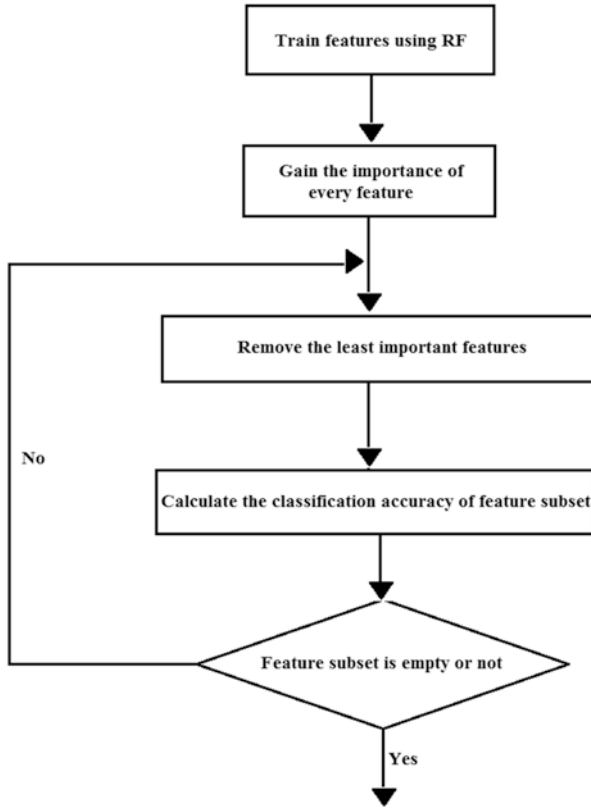 Train features using RF
Gain the importance of
every feature
Remove the least important features
No
Calculate the classification accuracy of feature subset
Feature subset is empty or not
Yes